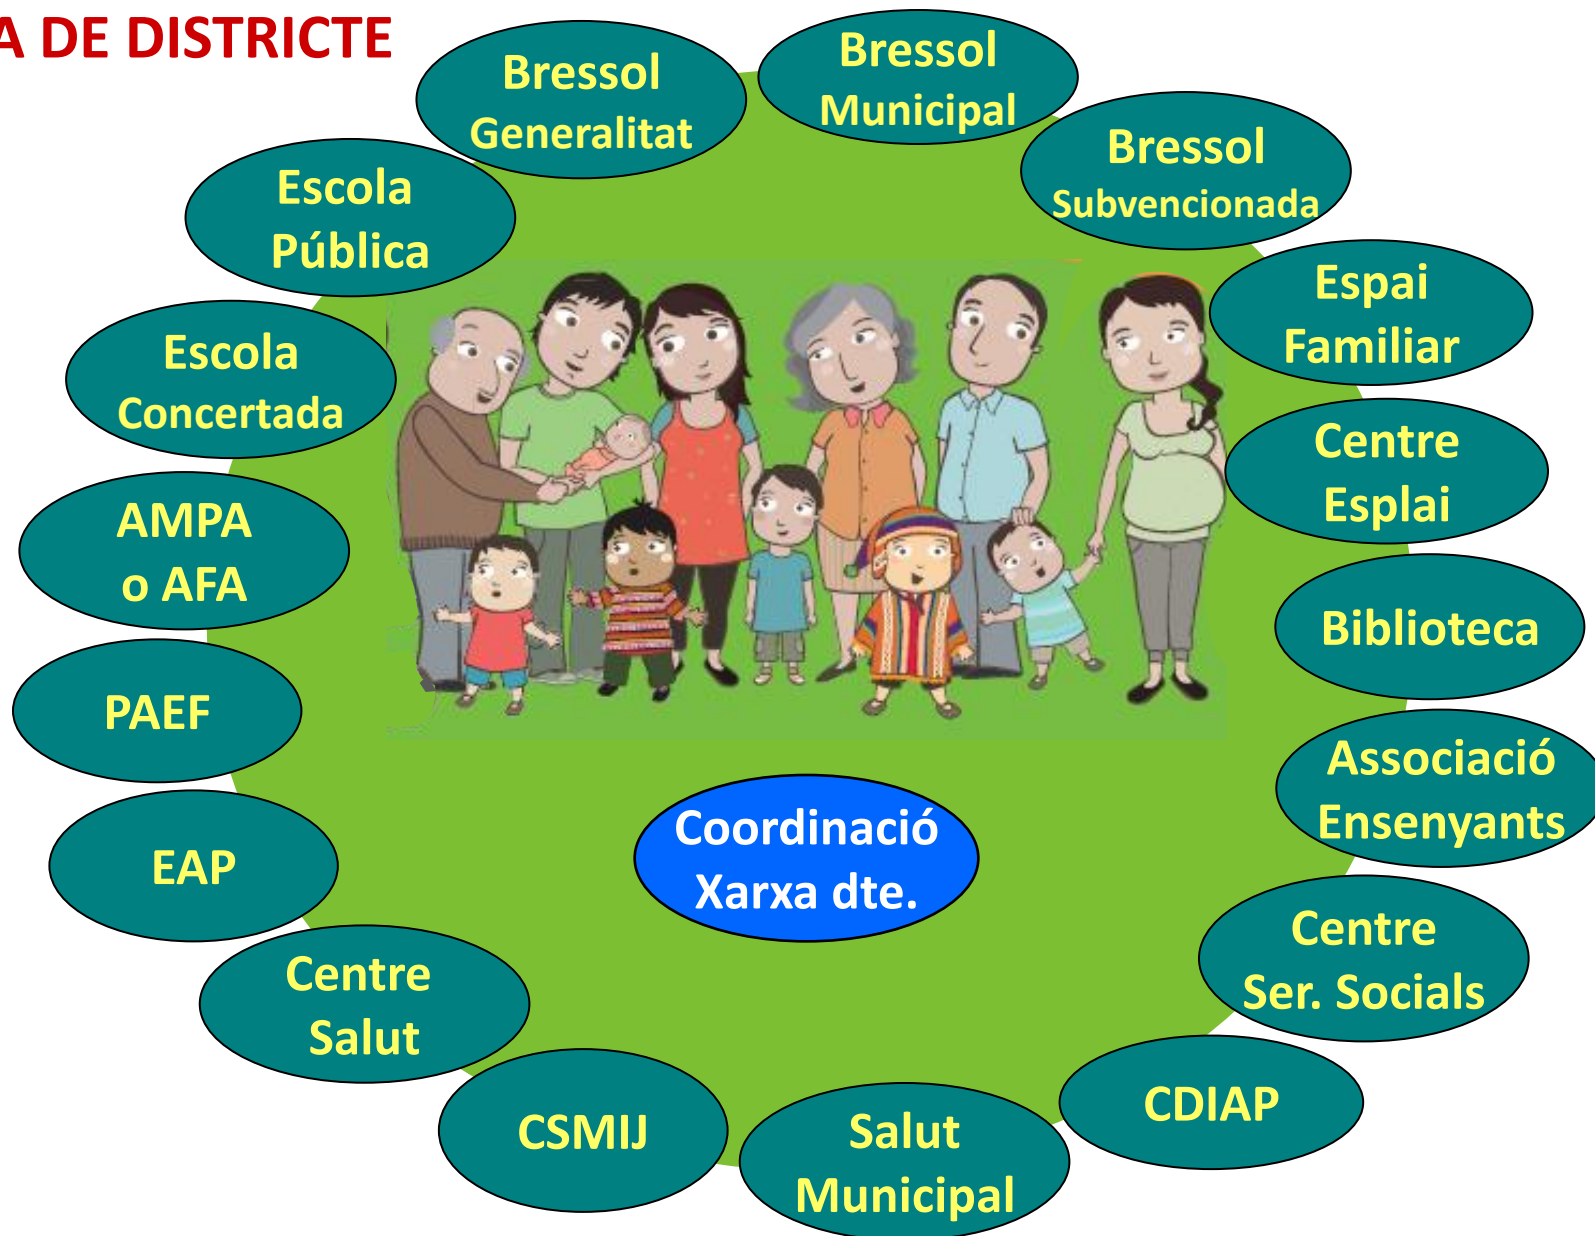 A DE DISTRICTE
Bressol
Generalitat
Bressol
Municipal
Bressol
Subvencionada
Espai
Familiar
Centre
Esplai
Biblioteca
Associació
Ensenyants
Centre
Ser. Socials
CDIAP
Salut
Municipal
CSMIJ
Centre
Salut
EAP
PAEF
AMPA
o AFA
Escola
Concertada
Escola
Pública
Coordinació
Xarxa dte.